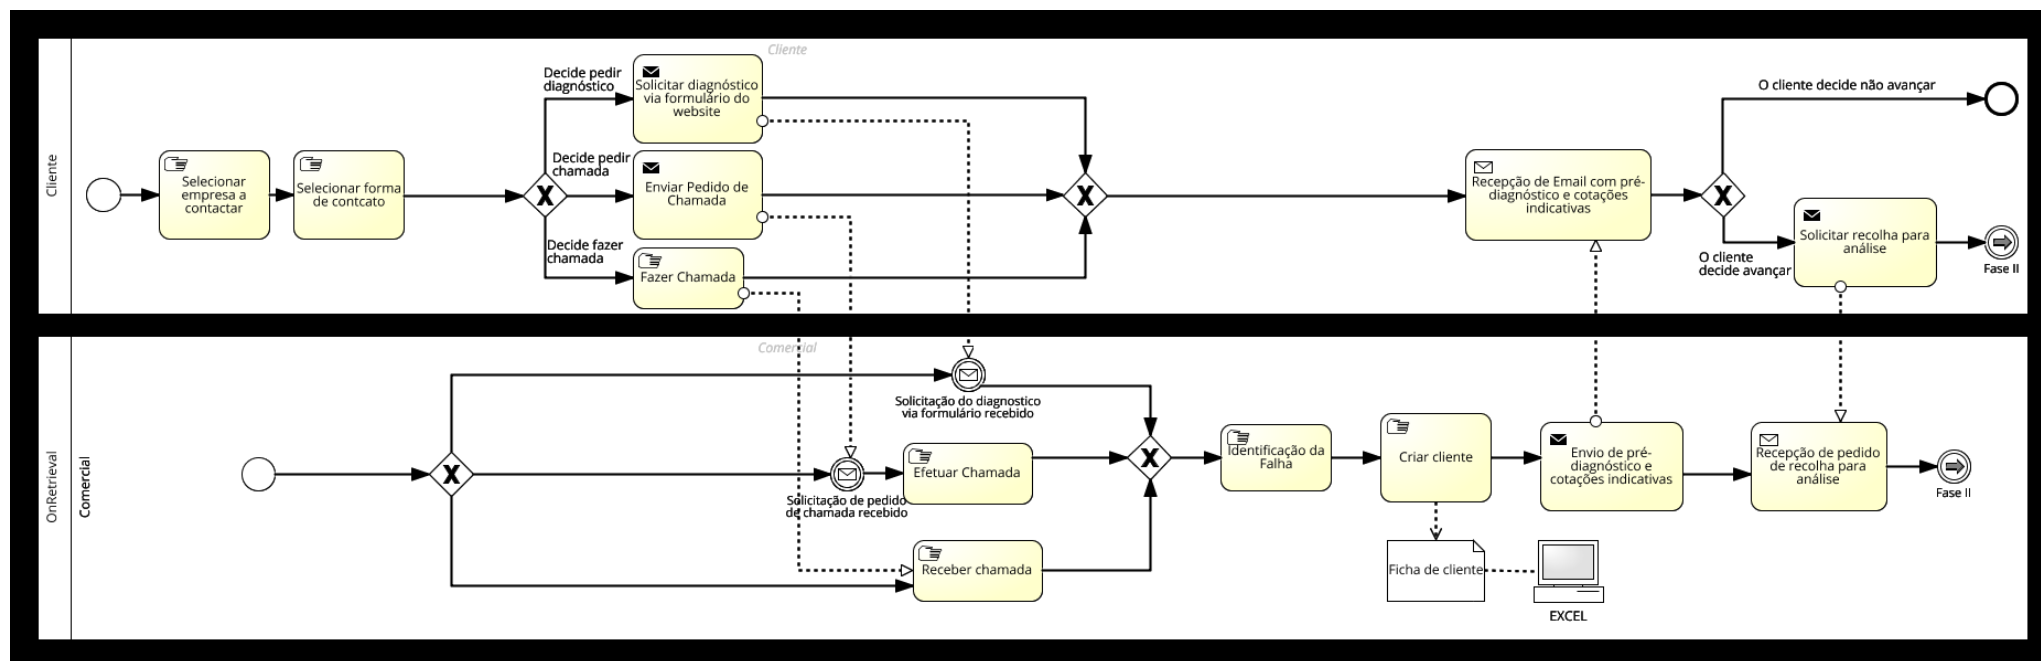 Cliente
Cliente
Selecionar
empresa a
contactar
Selecionar forma
de contcato
Decide pedir
diagnóstico
Decide pedir
chamada
Decide fazer
chamada
Solicitar diagnóstico
via formulário do
website
Enviar Pedido de
Chamada
Fazer Chamada
Recepção de Email com pré-
diagnóstico e cotações
indicativas
O cliente decide não avançar
O cliente
decide avançar
Solicitar recolha para
análise
Fase II
OnRetrieval
Comercial
Comercial
Solicitação do diagnostico
via formulário recebido
Solicitação de pedido
de chamada recebido
Efetuar Chamada
Receber chamada
Identificação da
Falha
Criar cliente
Ficha de cliente
EXCEL
Envio de pré-
diagnóstico e
cotações indicativas
Recepção de pedido
de recolha para
análise
Fase II